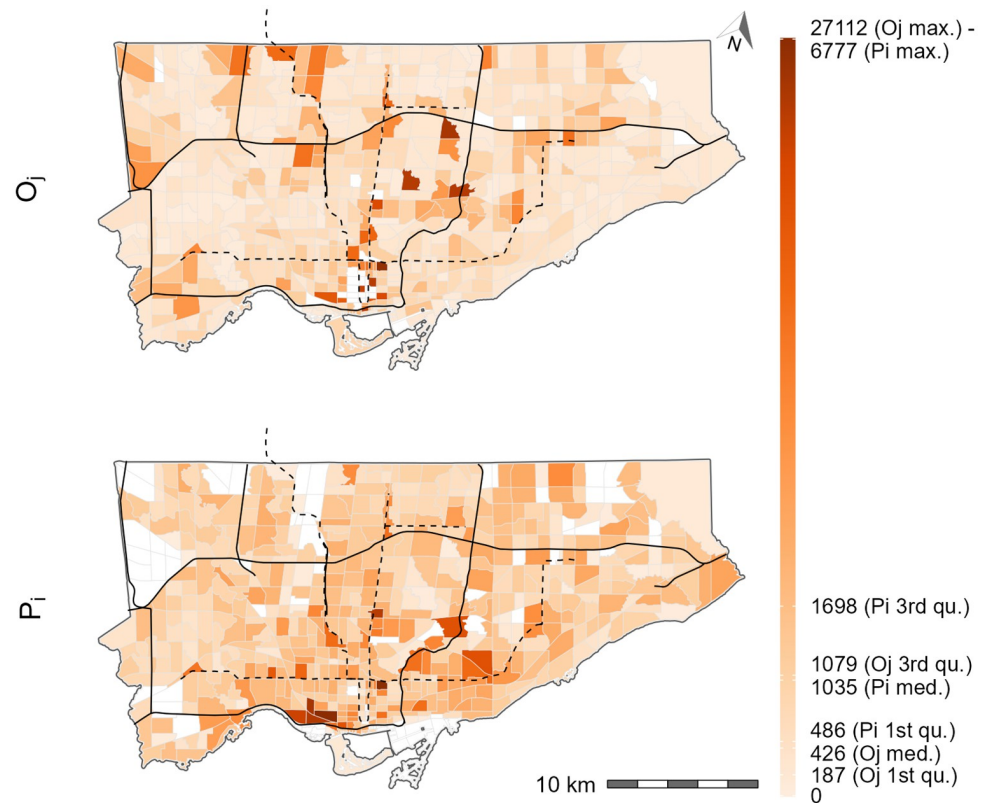 27112 (Oj max.) -
6777 (Pi max.)
N
Oj
1698 (Pi 3rd qu.)
1079 (Oj 3rd qu.)
1035 (Pi med.)
486 (Pi 1st qu.)
426 (Oj med.)
187 (Oj 1st qu.)
0
Pi
10 km